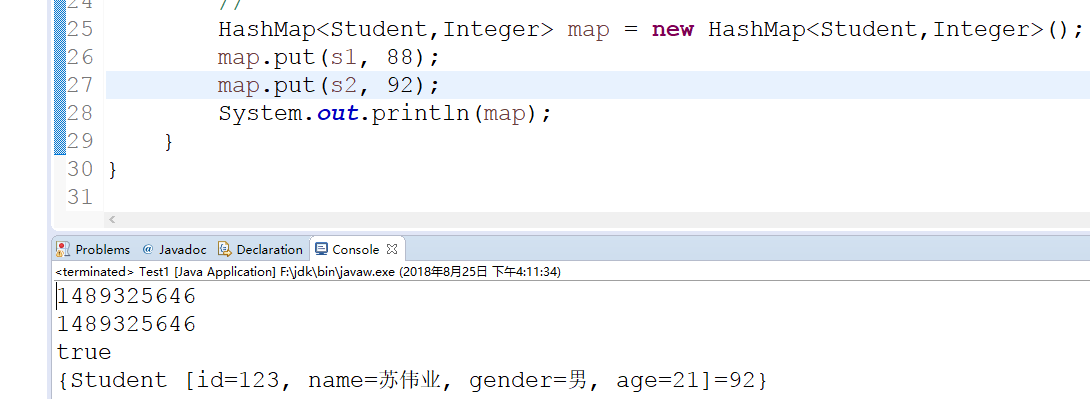 24 //
25 HashMap<Student,Integer> map = new HashMap<Student,Integer>();
26 map.put(s1, 88);
27 map.put(s2, 92);
28 System.out.println(map);
29 }
30 }
31
Problems @ Javadoc Declaration Console
<terminated> Test1 [Java Application] F:\jdk\bin\javaw.exe (2018年8月25日 下午4:11:34)
1489325646
1489325646
true
{Student [id=123, name=苏伟业, gender=男, age=21]=92}